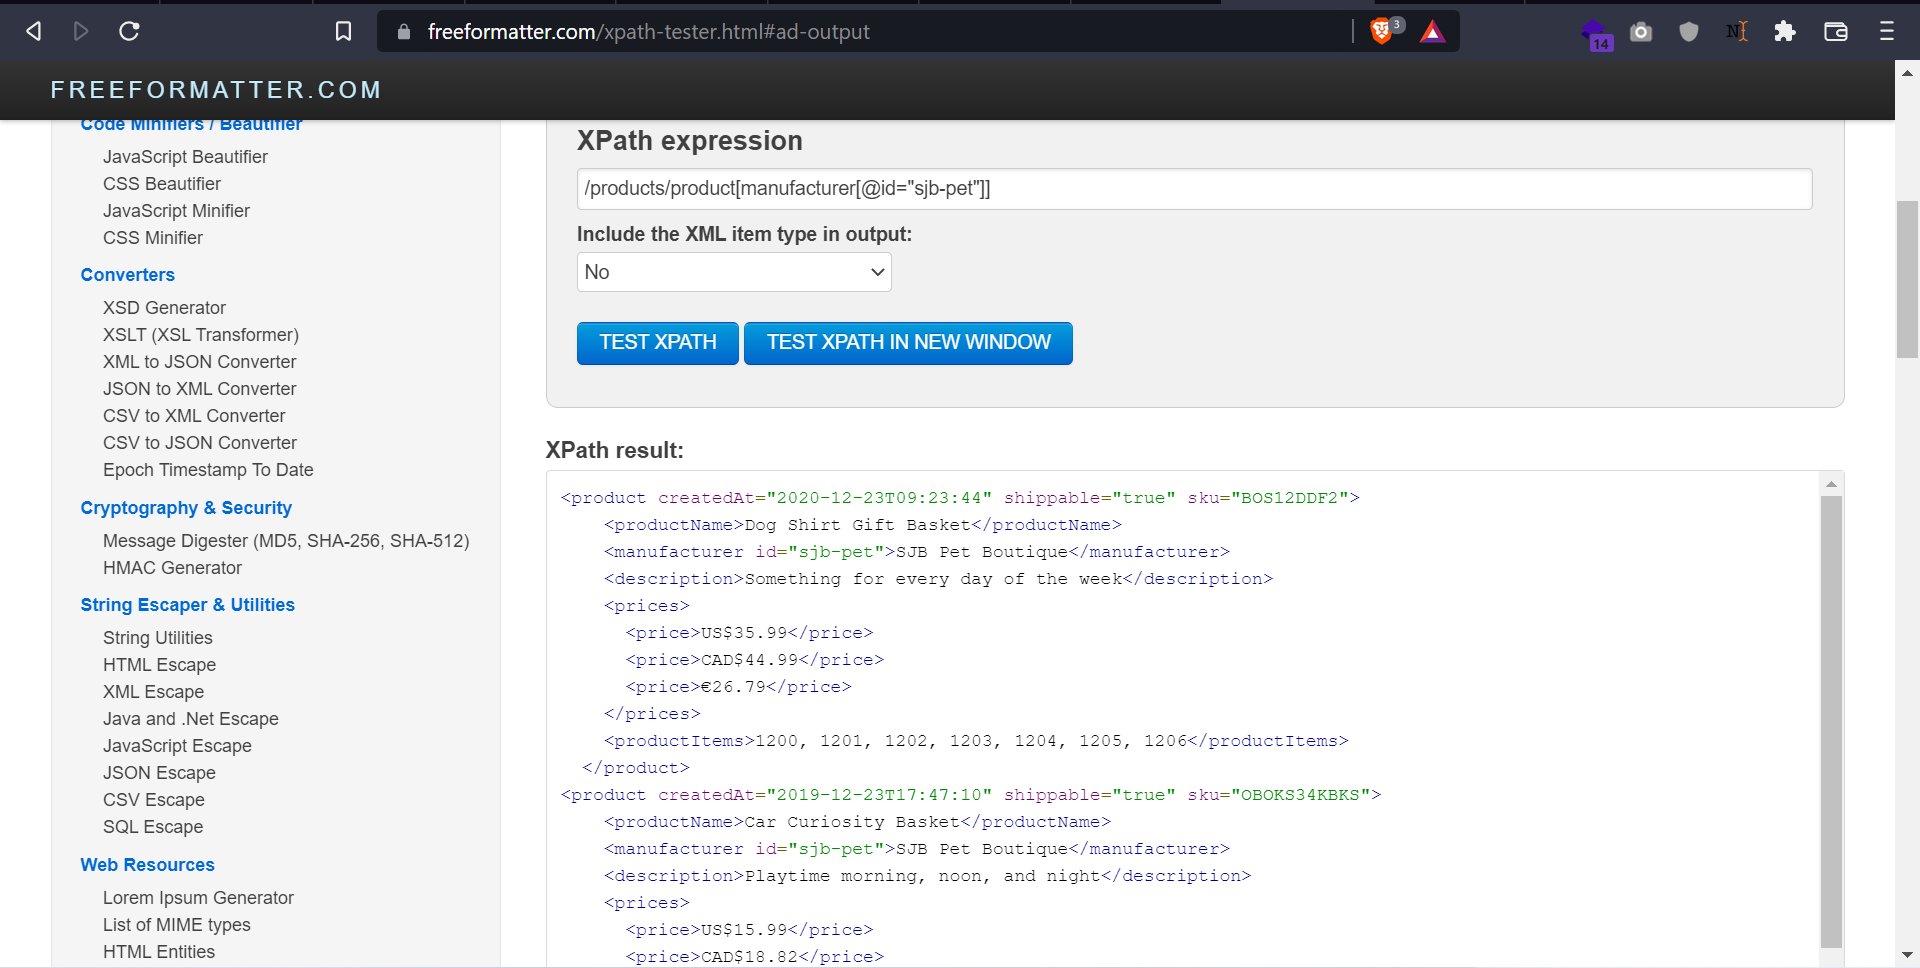 freeformatter.com/xpath-tester.html#ad-output
3
14
FREEFORMATTER.COM
Code Minifiers / Beautifier
JavaScript Beautifier
CSS Beautifier
JavaScript Minifier
CSS Minifier
Converters
XSD Generator
XSLT (XSL Transformer)
XML to JSON Converter
JSON to XML Converter
CSV to XML Converter
CSV to JSON Converter
Epoch Timestamp To Date
Cryptography & Security
Message Digester (MD5, SHA-256, SHA-512)
HMAC Generator
String Escaper & Utilities
String Utilities
HTML Escape
XML Escape
Java and .Net Escape
JavaScript Escape
JSON Escape
CSV Escape
SQL Escape
Web Resources
Lorem Ipsum Generator
List of MIME types
HTML Entities
XPath expression
/products/product[manufacturer[@id="sjb-pet"]]
Include the XML item type in output:
No
TEST XPATH
TEST XPATH IN NEW WINDOW
XPath result:
<product createdAt="2020-12-23T09:23:44" shippable="true" sku="BOS12DDF2">
<productName>Dog Shirt Gift Basket</productName>
<manufacturer id="sjb-pet">SJB Pet Boutique</manufacturer>
<description>Something for every day of the week</description>
<prices>
<price>US$35.99</price>
<price>CAD$44.99</price>
<price>€26.79</price>
</prices>
<productItems>1200, 1201, 1202, 1203, 1204, 1205, 1206</productItems>
</product>
<product createdAt="2019-12-23T17:47:10" shippable="true" sku="OBOKS34KBKS">
<productName>Car Curiosity Basket</productName>
<manufacturer id="sjb-pet">SJB Pet Boutique</manufacturer>
<description>Playtime morning, noon, and night</description>
<prices>
<price>US$15.99</price>
<price>CAD$18.82</price>